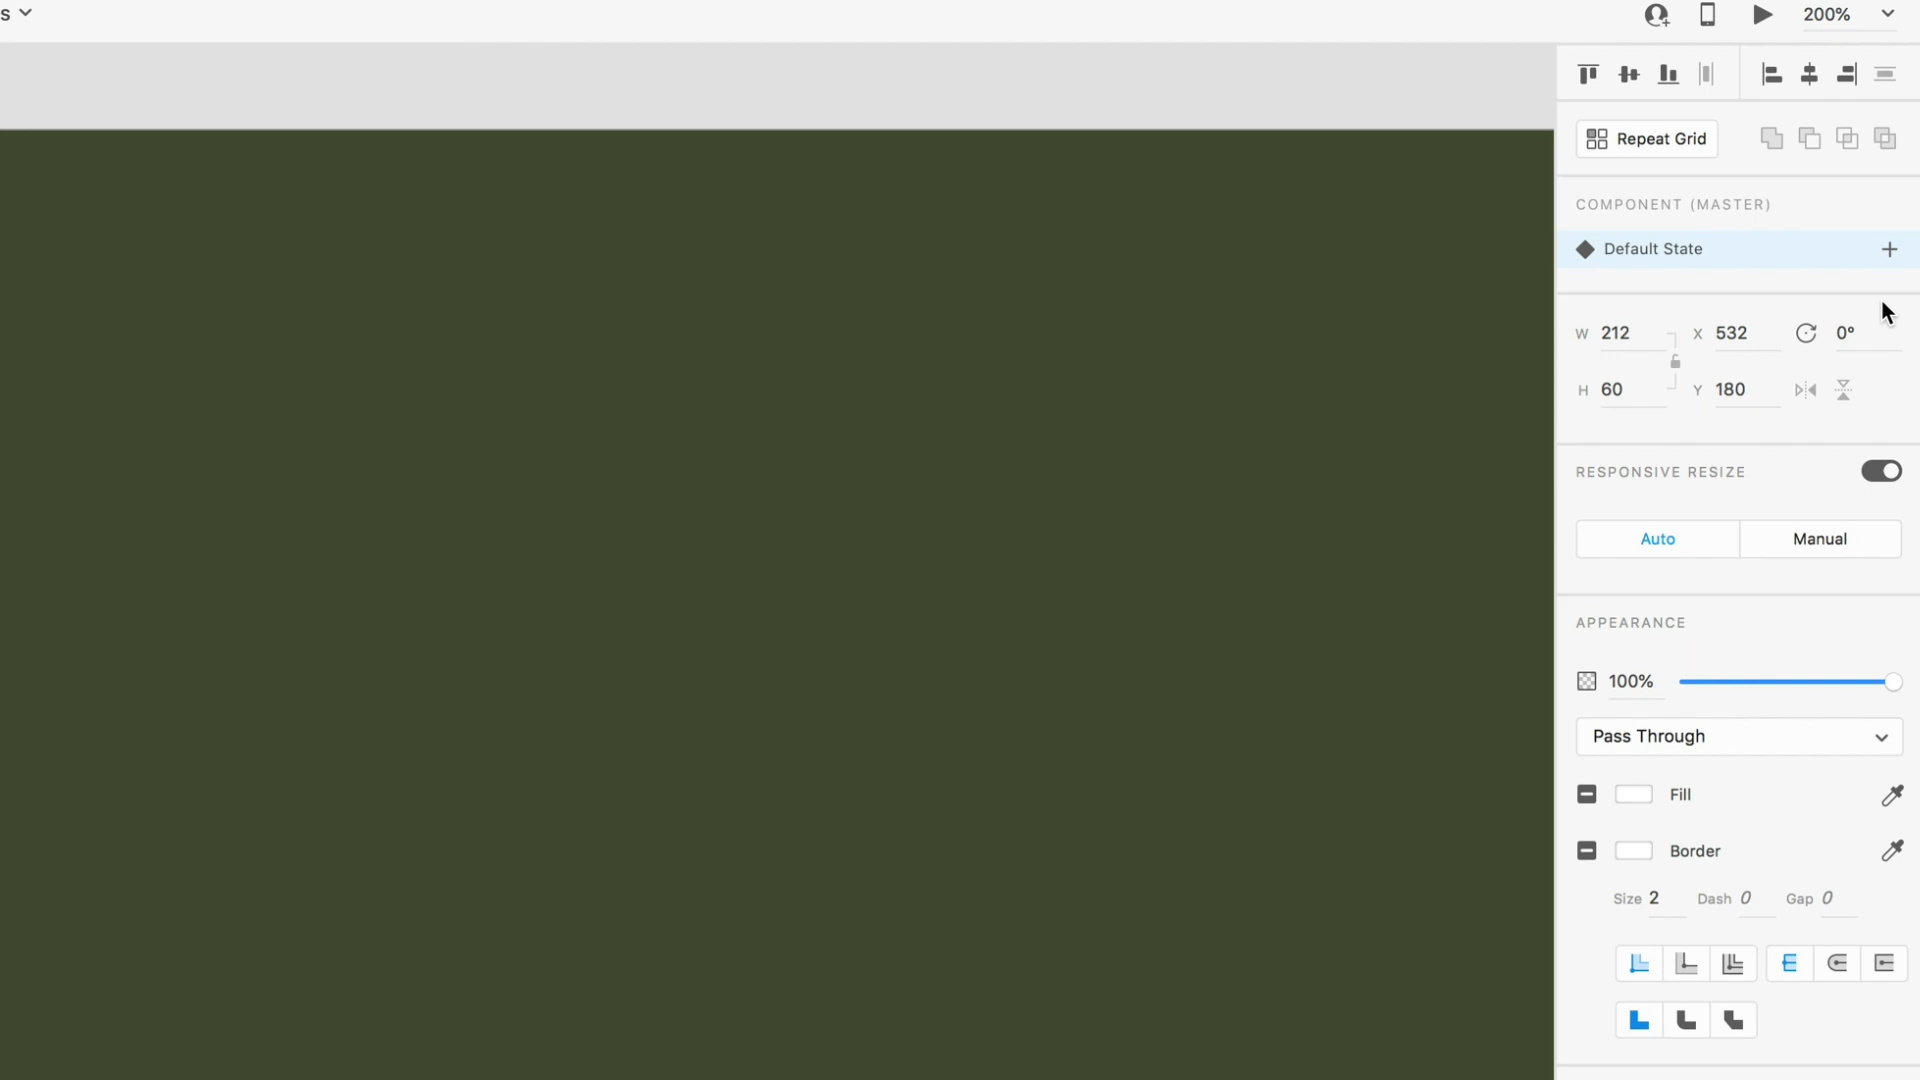 s
200%
Repeat Grid
COMPONENT (MASTER)
Default State
W 212 X 532 0°
H 60 Y 180
RESPONSIVE RESIZE
Auto Manual
APPEARANCE
100%
Pass Through
Fill
Border
Size 2 Dash 0 Gap 0